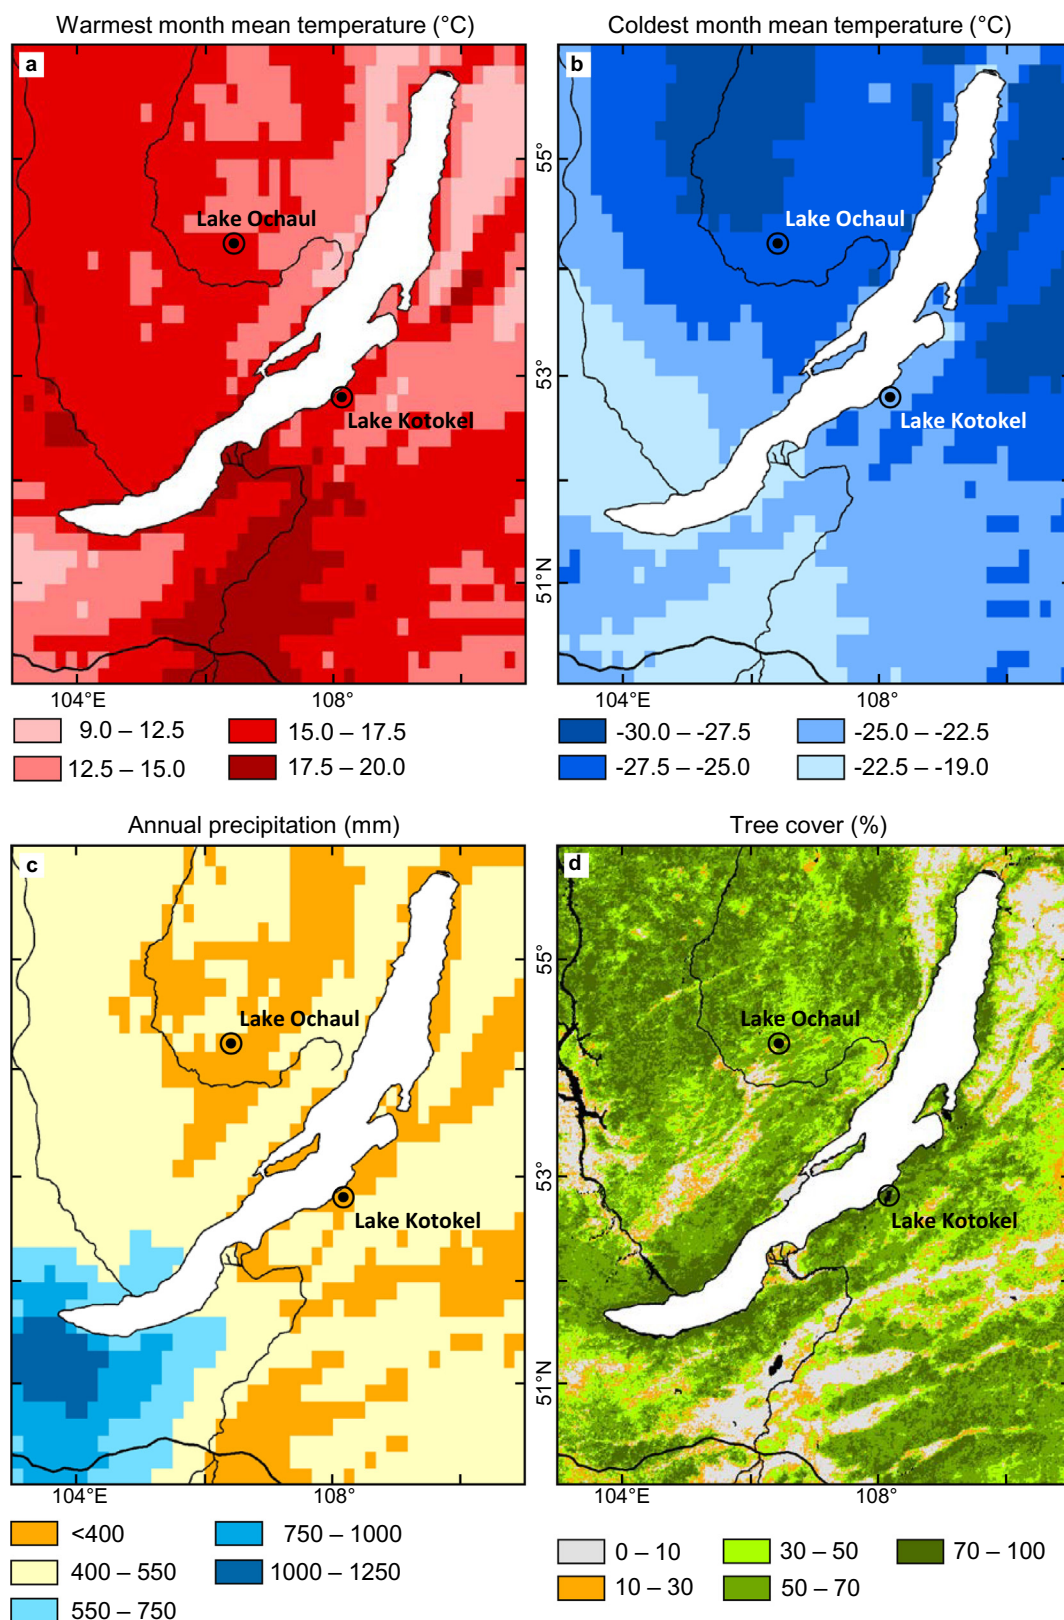 Warmest month mean temperature (°C)
a
Lake Ochaul
Lake Kotokel
104°E
108°
9.0 – 12.5
15.0 – 17.5
12.5 – 15.0
17.5 – 20.0
Coldest month mean temperature (°C)
b
55°
53°
51°N
Lake Ochaul
Lake Kotokel
104°E
108°
-30.0 – -27.5
-25.0 – -22.5
-27.5 – -25.0
-22.5 – -19.0
Annual precipitation (mm)
c
Lake Ochaul
Lake Kotokel
104°E
108°
<400
750 – 1000
400 – 550
1000 – 1250
550 – 750
Tree cover (%)
d
55°
53°
51°N
Lake Ochaul
Lake Kotokel
104°E
108°
0 – 10
30 – 50
70 – 100
10 – 30
50 – 70